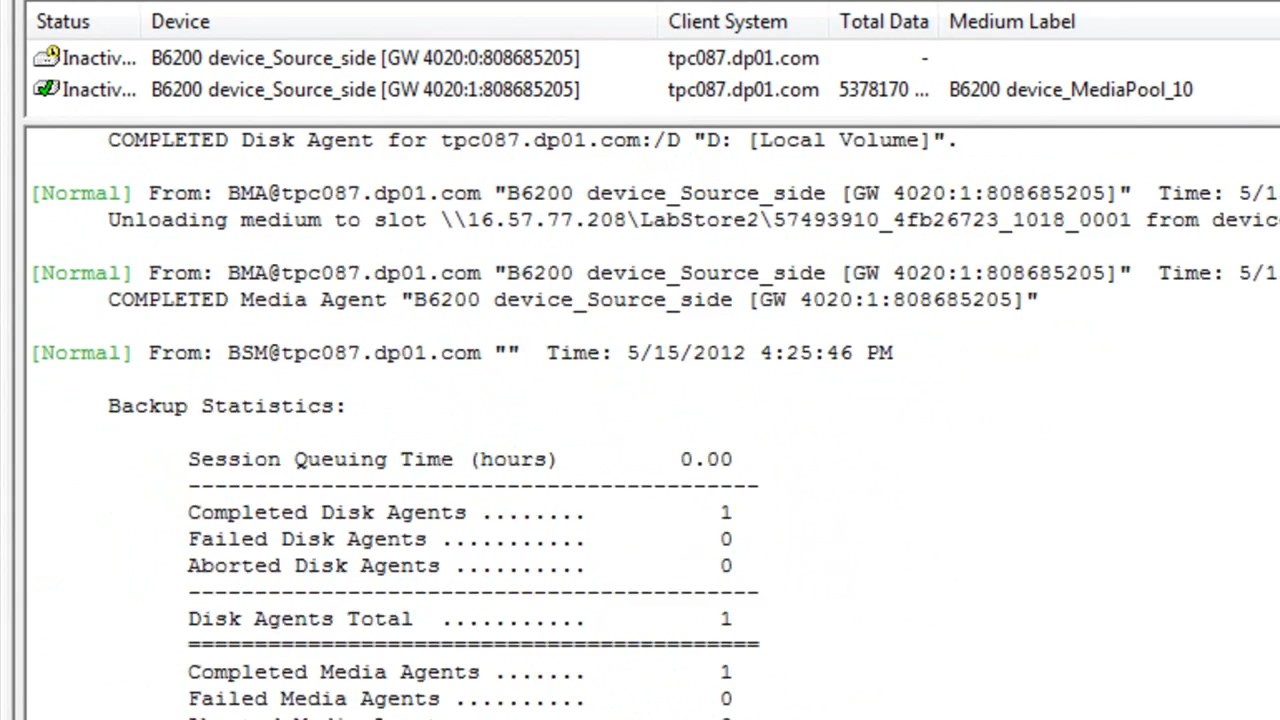 Status Device Client System Total Data Medium Label
Inactiv... B6200 device_Source_side [GW 4020:0:808685205] tpc087.dp01.com -
Inactiv... B6200 device_Source_side [GW 4020:1:808685205] tpc087.dp01.com 5378170 ... B6200 device_MediaPool_10
COMPLETED Disk Agent for tpc087.dp01.com:/D "D: [Local Volume]".
[Normal] From: BMA@tpc087.dp01.com "B6200 device_Source_side [GW 4020:1:808685205]" Time: 5/1
Unloading medium to slot \\16.57.77.208\LabStore2\57493910_4fb26723_1018_0001 from devic
[Normal] From: BMA@tpc087.dp01.com "B6200 device_Source_side [GW 4020:1:808685205]" Time: 5/1
COMPLETED Media Agent "B6200 device_Source_side [GW 4020:1:808685205]"
[Normal] From: BSM@tpc087.dp01.com "" Time: 5/15/2012 4:25:46 PM
Backup Statistics:
Session Queuing Time (hours) 0.00
-------------------------------------------
Completed Disk Agents ........ 1
Failed Disk Agents ........... 0
Aborted Disk Agents .......... 0
-------------------------------------------
Disk Agents Total ........... 1
===========================================
Completed Media Agents ....... 1
Failed Media Agents .......... 0